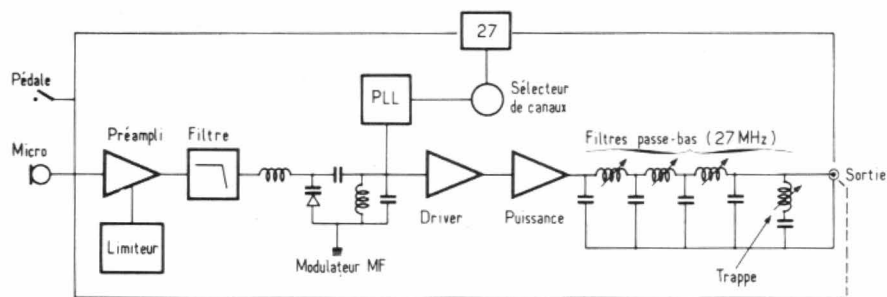 27
Pédale
PLL
Sélecteur
de canaux
Préampli
Filtre
Filtres passe-bas (27 MHz)
Micro
Sortie
Driver
Puissance
Limiteur
Modulateur MF
Trappe